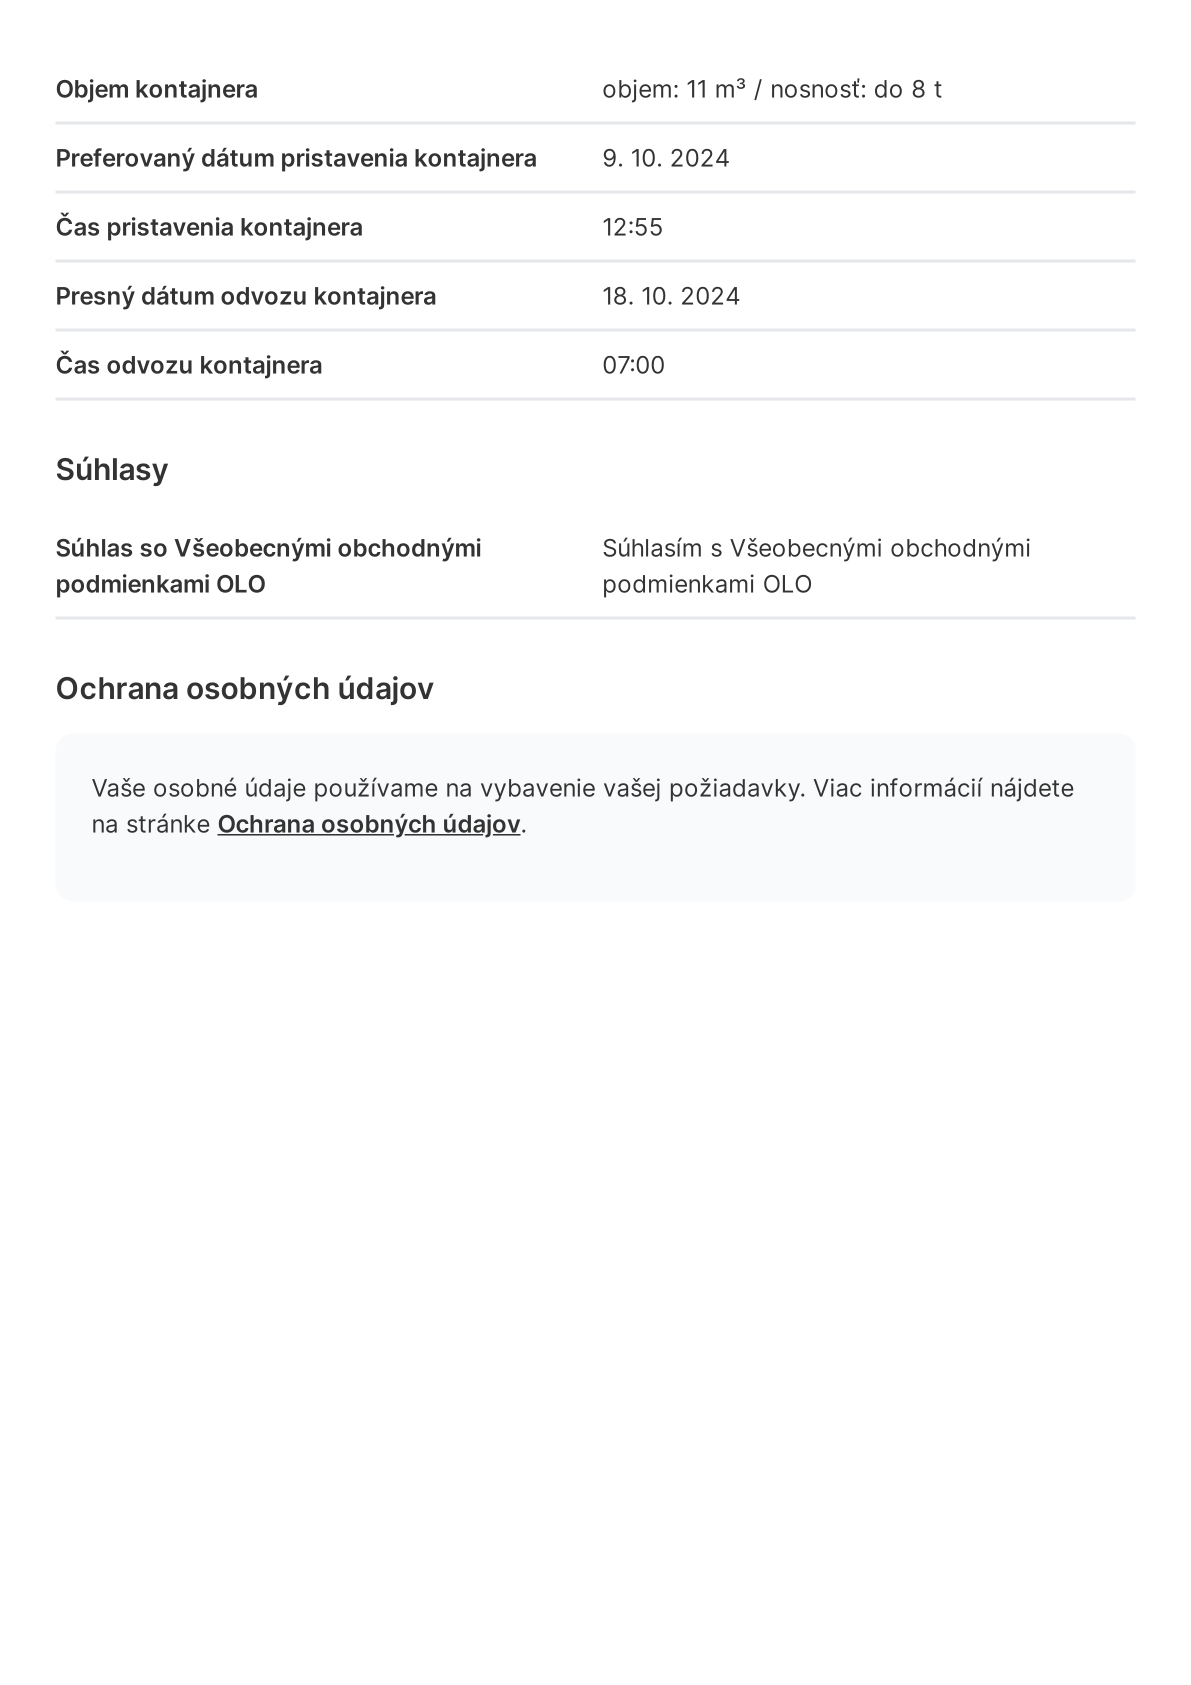 Objem kontajnera objem: 11 m³ / nosnosť: do 8 t
Preferovaný dátum pristavenia kontajnera 9. 10. 2024
Čas pristavenia kontajnera 12:55
Presný dátum odvozu kontajnera 18. 10. 2024
Čas odvozu kontajnera 07:00
Súhlasy
Súhlas so Všeobecnými obchodnými
podmienkami OLO
Súhlasím s Všeobecnými obchodnými
podmienkami OLO
Ochrana osobných údajov
Vaše osobné údaje používame na vybavenie vašej požiadavky. Viac informácií nájdete
na stránke Ochrana osobných údajov.